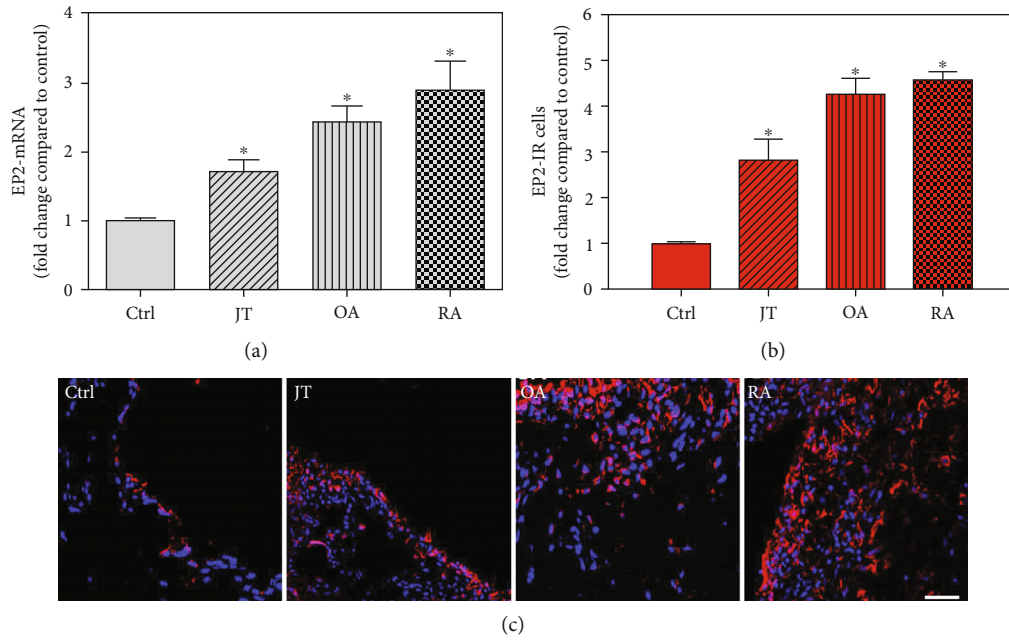 EP2-mRNA
(fold change compared to control)
4
3
2
1
0
*
*
*
Ctrl
JT
OA
RA
(a)
EP2-IR cells
(fold change compared to control)
6
5
4
3
2
1
0
*
*
*
Ctrl
JT
OA
RA
(b)
Ctrl
JT
OA
RA
(c)